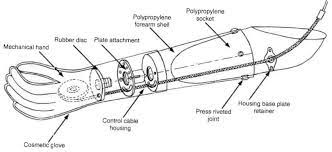 Polypropylene
forearm shell
Polypropylene
socket
Rubber disc
Plate attachment
Mechanical hand
Cosmetic glove
Control cable
housing
Press riveted
joint
Housing base plate
retainer